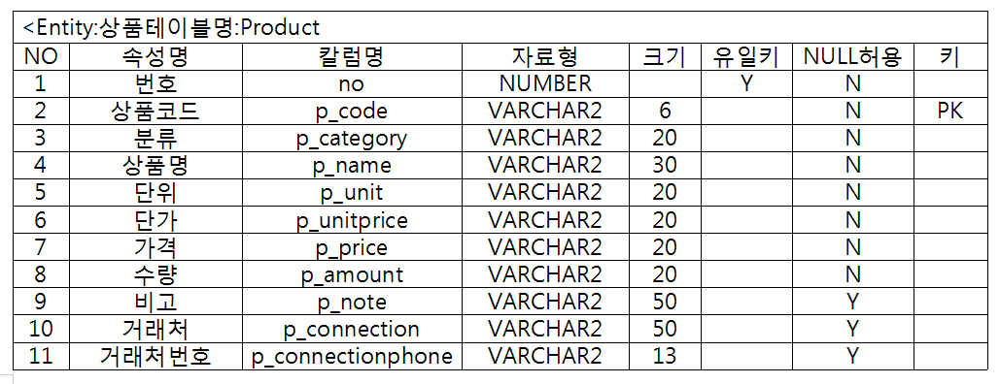 <Entity:상품테이블명:Product
NO 속성명 칼럼명 자료형 크기 유일키 NULL허용 키
1 번호 no NUMBER Y N
2 상품코드 p_code VARCHAR2 6 N PK
3 분류 p_category VARCHAR2 20 N
4 상품명 p_name VARCHAR2 30 N
5 단위 p_unit VARCHAR2 20 N
6 단가 p_unitprice VARCHAR2 20 N
7 가격 p_price VARCHAR2 20 N
8 수량 p_amount VARCHAR2 20 N
9 비고 p_note VARCHAR2 50 Y
10 거래처 p_connection VARCHAR2 50 Y
11 거래처번호 p_connectionphone VARCHAR2 13 Y